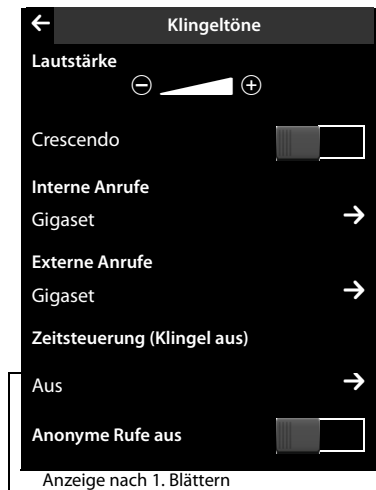 Klingeltöne
Lautstärke
Crescendo
Interne Anrufe
Gigaset
Externe Anrufe
Gigaset
Zeitsteuerung (Klingel aus)
Aus
Anonyme Rufe aus
Anzeige nach 1. Blättern